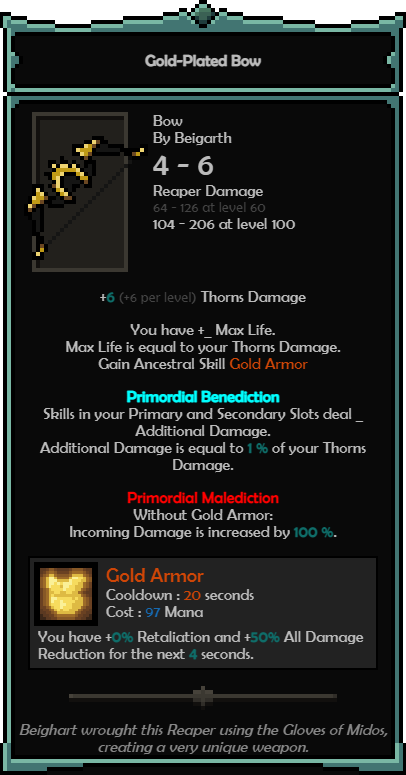 Gold-Plated Bow
Bow
By Beigarth
4 - 6
Reaper Damage
64 - 126 at level 60
104 - 206 at level 100
+6 (+6 per level) Thorns Damage
You have +_ Max Life.
Max Life is equal to your Thorns Damage.
Gain Ancestral Skill Gold Armor
Primordial Benediction
Skills in your Primary and Secondary Slots deal _
Additional Damage.
Additional Damage is equal to 1 % of your Thorns
Damage.
Primordial Malediction
Without Gold Armor:
Incoming Damage is increased by 100 %.
Gold Armor
Cooldown : 20 seconds
Cost : 97 Mana
You have +0% Retaliation and +50% All Damage
Reduction for the next 4 seconds.
Beighart wrought this Reaper using the Gloves of Midos,
creating a very unique weapon.